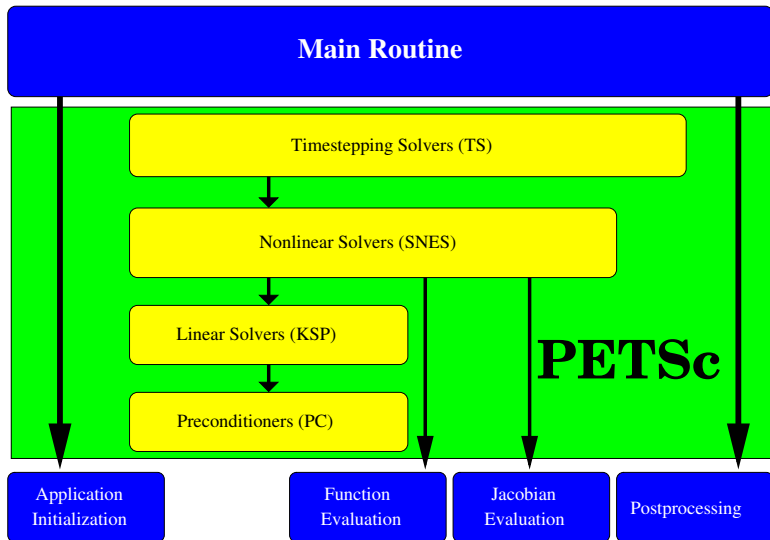 Main Routine
Timestepping Solvers (TS)
Nonlinear Solvers (SNES)
Linear Solvers (KSP)
PETSc
Preconditioners (PC)
Application
Initialization
Function
Evaluation
Jacobian
Evaluation
Postprocessing